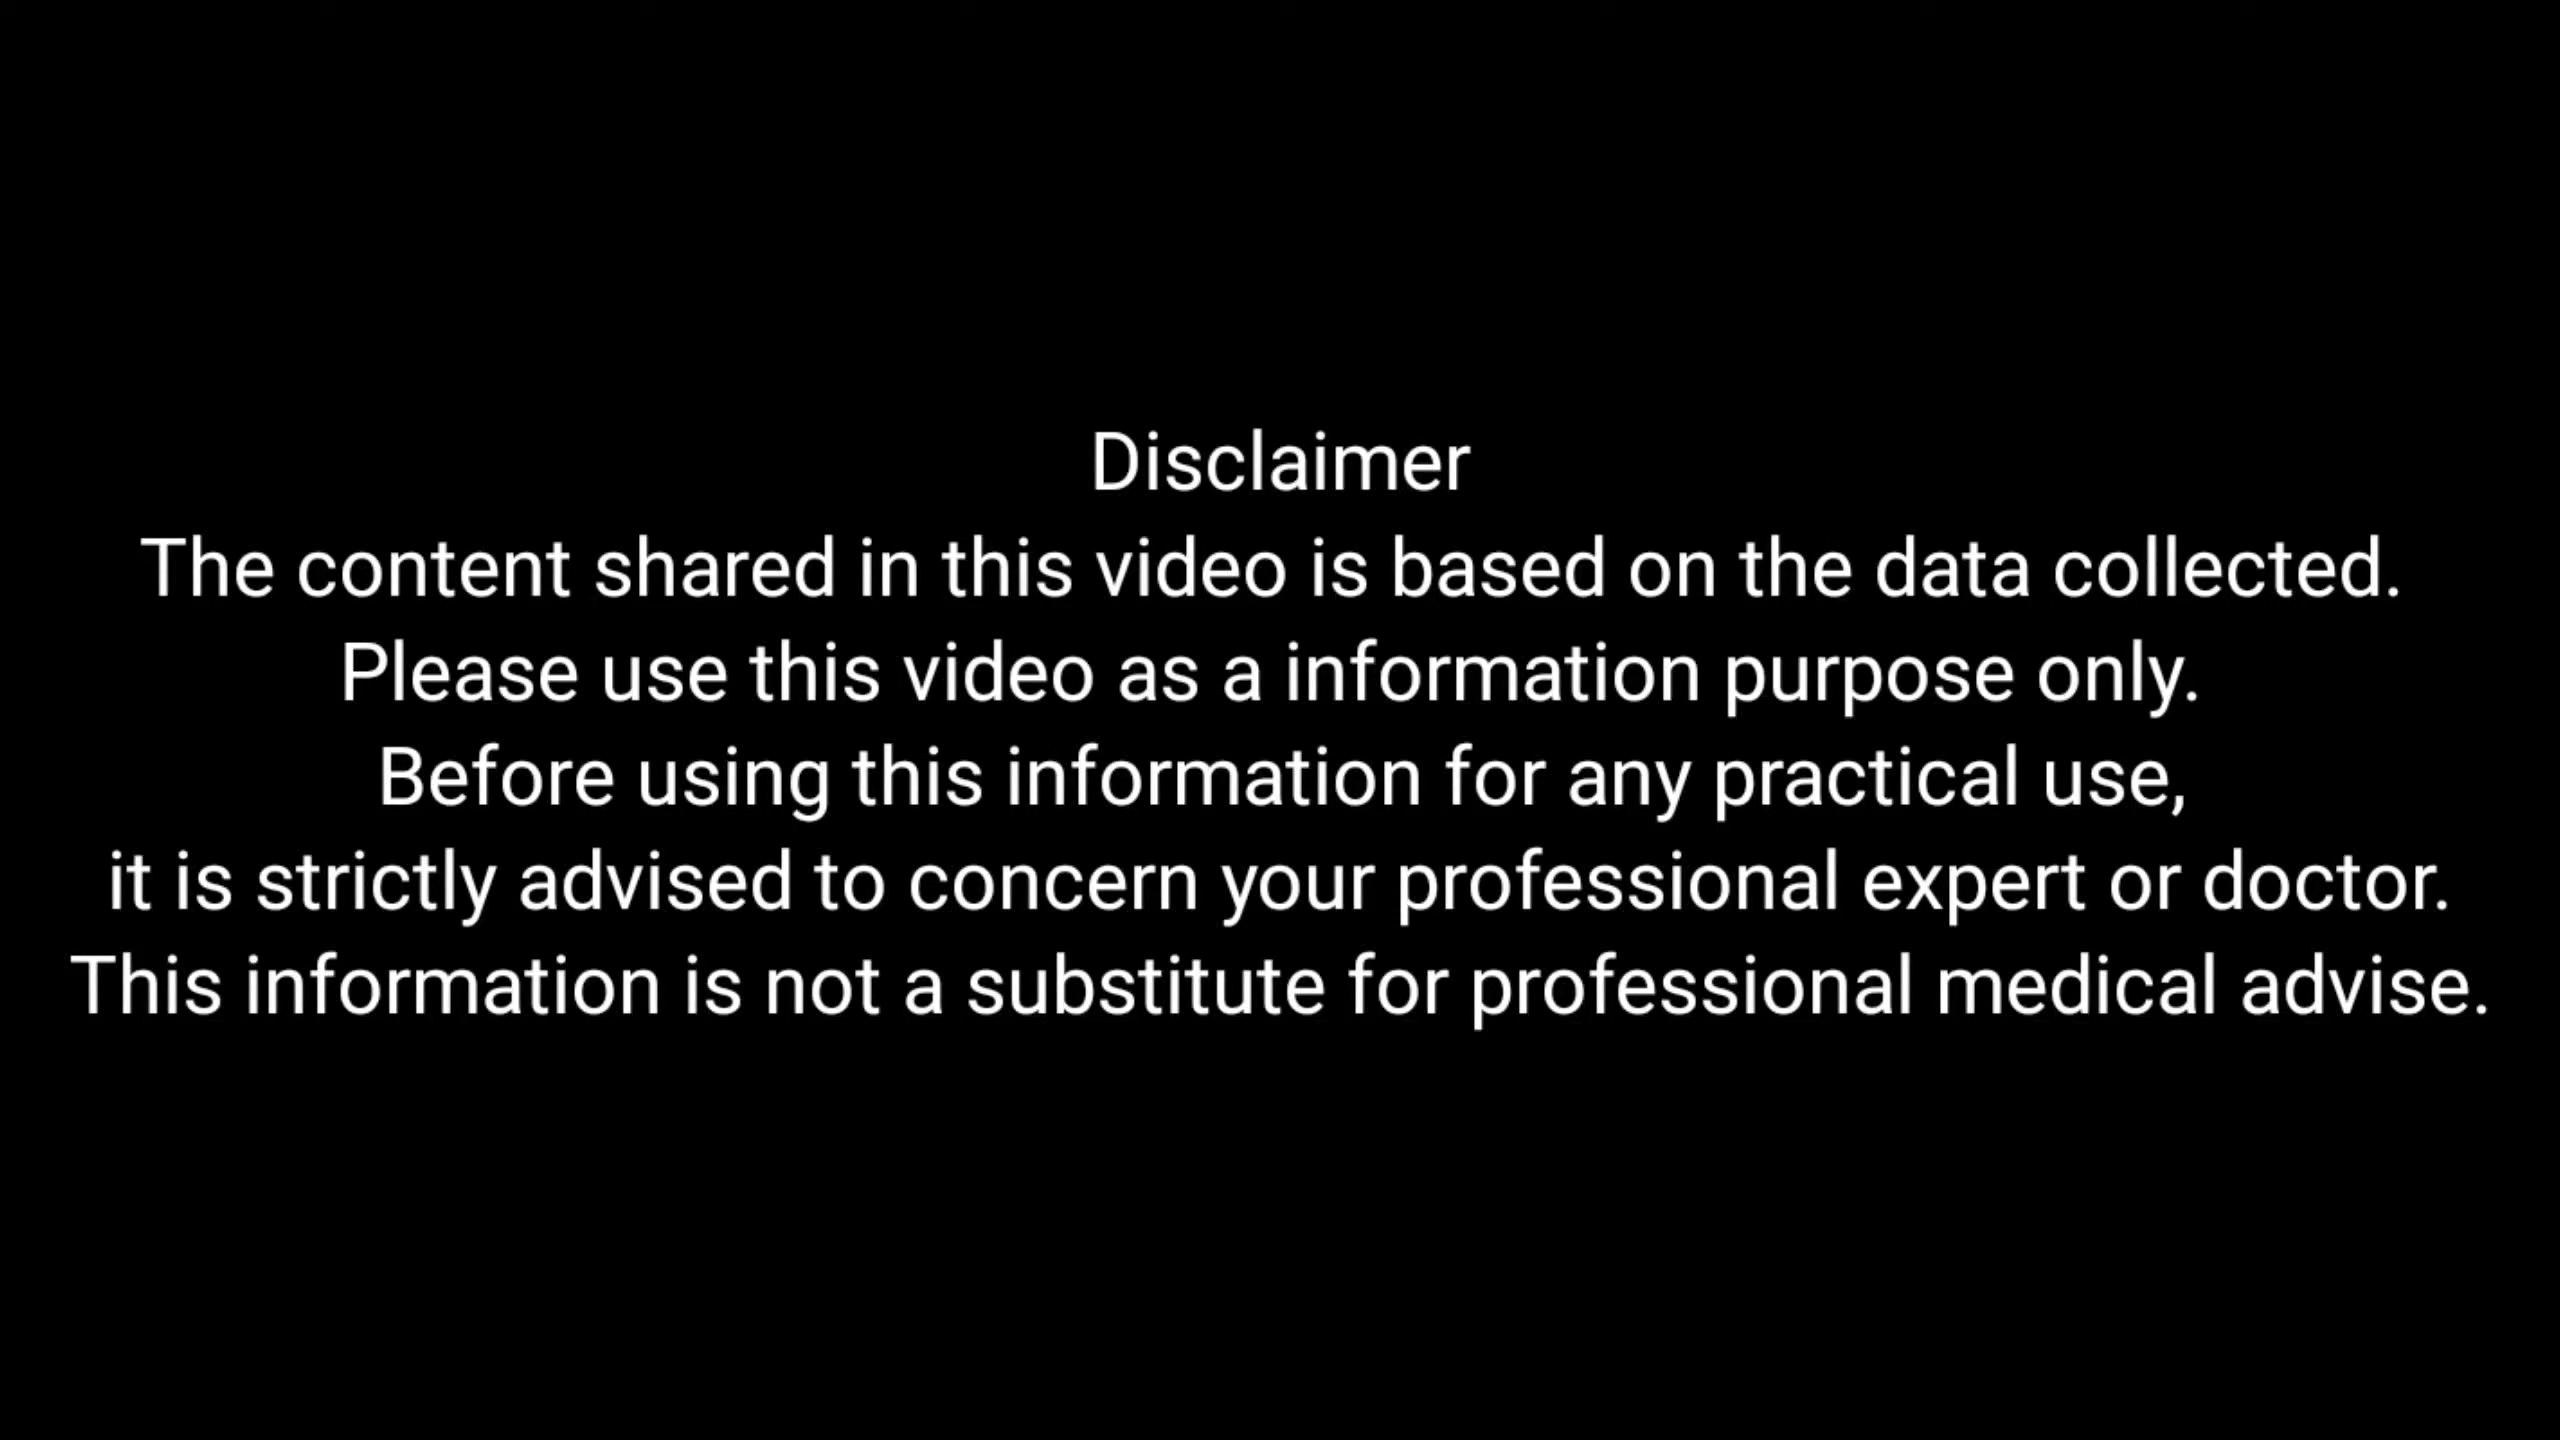 Disclaimer
The content shared in this video is based on the data collected.
Please use this video as a information purpose only.
Before using this information for any practical use,
it is strictly advised to concern your professional expert or doctor.
This information is not a substitute for professional medical advise.